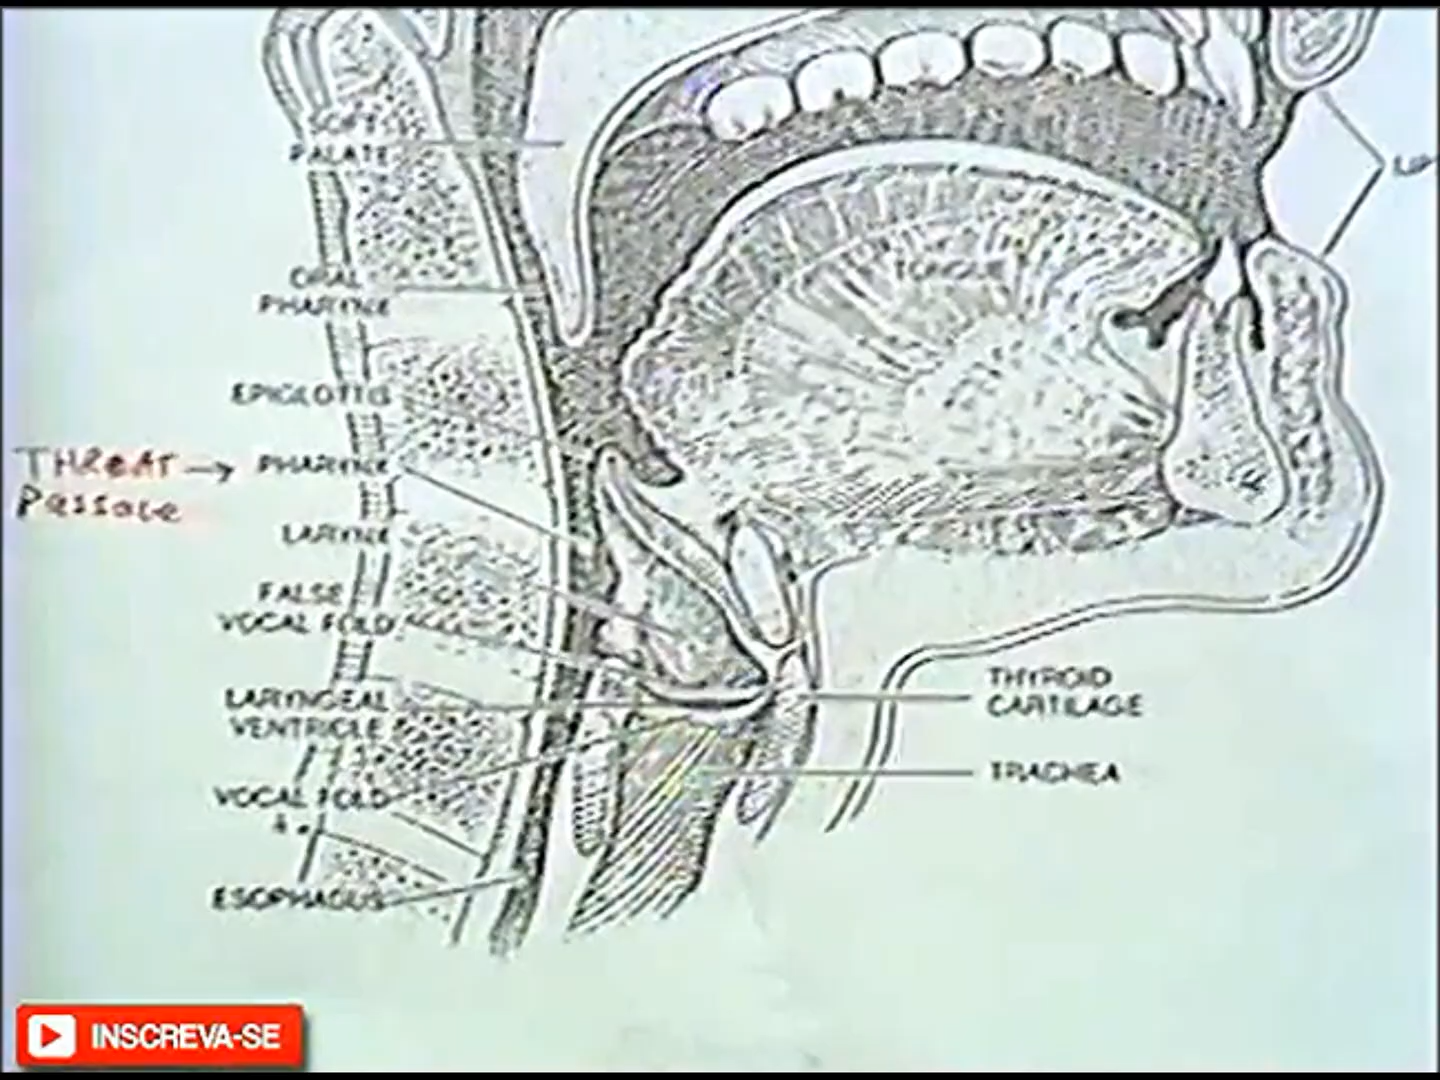 SOFT
PALATE
ORAL
PHARYNX
EPIGLOTTIS
THROAT → PHARYNX
Passage
LARYNX
FALSE
VOCAL FOLD
LARYNGEAL
VENTRICLE
VOCAL FOLD
ESOPHAGUS
TONGUE
THYROID
CARTILAGE
TRACHEA
INSCREVA-SE